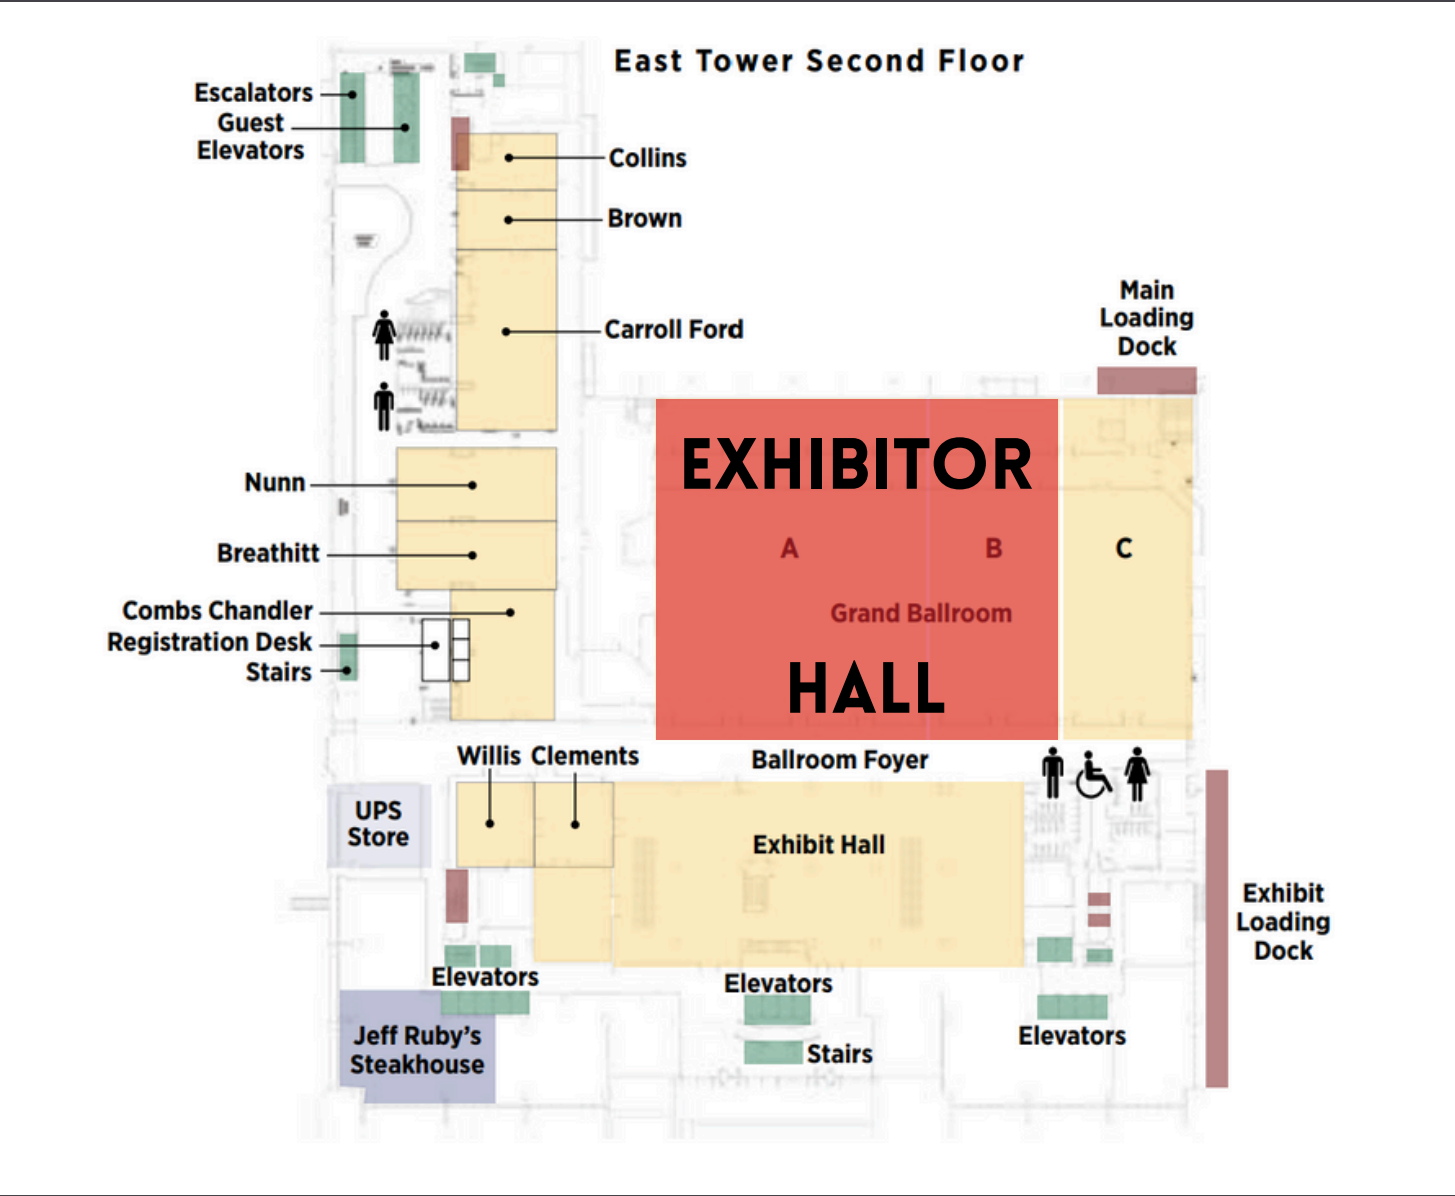 East Tower Second Floor
Escalators
Guest
Elevators
Collins
Brown
Carroll Ford
Main
Loading
Dock
EXHIBITOR
Nunn
Breathitt
A
B
C
Combs Chandler
Grand Ballroom
Registration Desk
Stairs
HALL
Willis
Clements
Ballroom Foyer
UPS
Store
Exhibit Hall
Exhibit
Loading
Dock
Elevators
Elevators
Jeff Ruby’s
Steakhouse
Elevators
Stairs